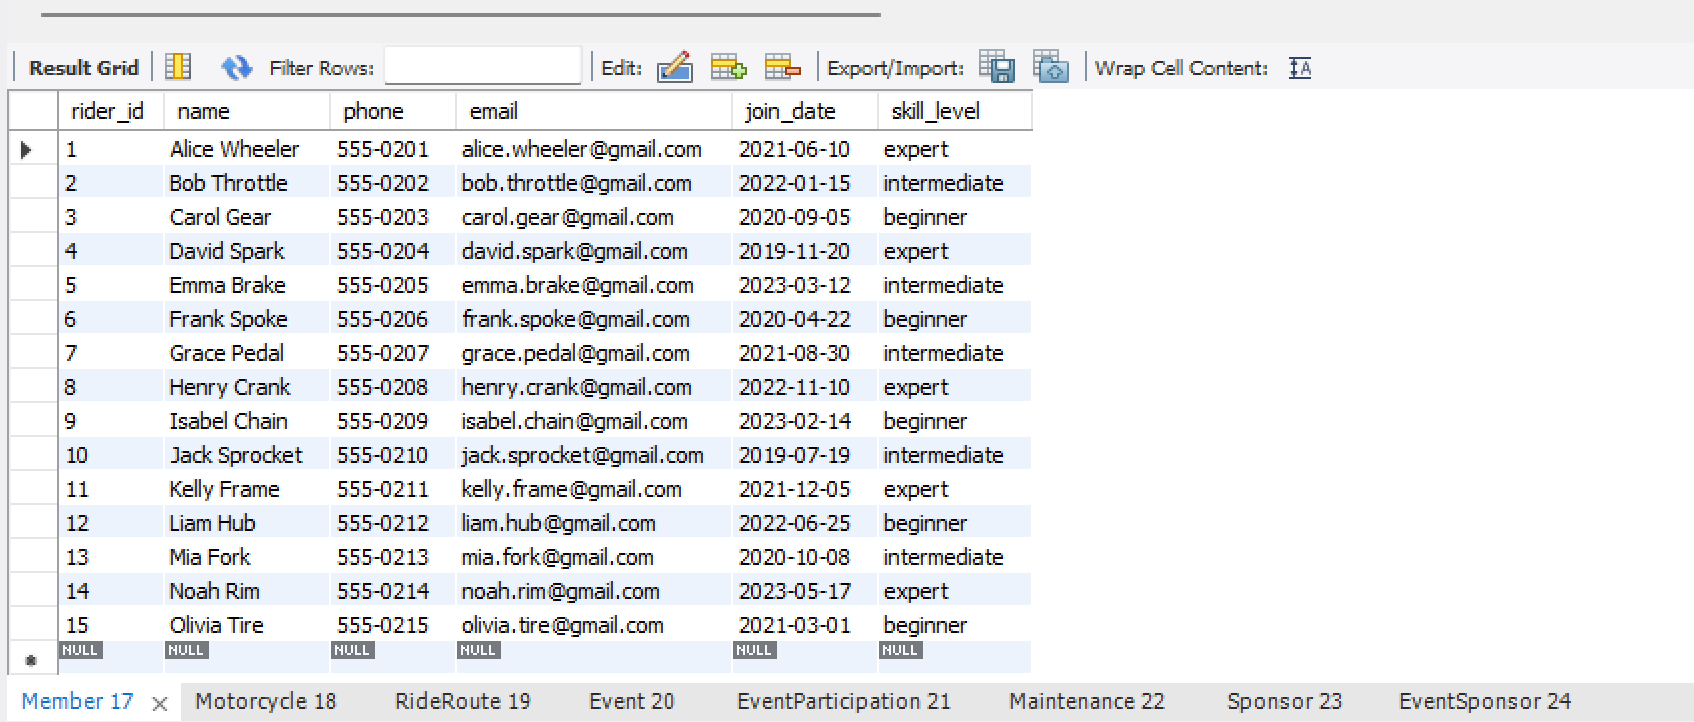 Result Grid Filter Rows: Edit: Export/Import: Wrap Cell Content: IA
rider_id name phone email join_date skill_level
1 Alice Wheeler 555-0201 alice.wheeler@gmail.com 2021-06-10 expert
2 Bob Throttle 555-0202 bob.throttle@gmail.com 2022-01-15 intermediate
3 Carol Gear 555-0203 carol.gear@gmail.com 2020-09-05 beginner
4 David Spark 555-0204 david.spark@gmail.com 2019-11-20 expert
5 Emma Brake 555-0205 emma.brake@gmail.com 2023-03-12 intermediate
6 Frank Spoke 555-0206 frank.spoke@gmail.com 2020-04-22 beginner
7 Grace Pedal 555-0207 grace.pedal@gmail.com 2021-08-30 intermediate
8 Henry Crank 555-0208 henry.crank@gmail.com 2022-11-10 expert
9 Isabel Chain 555-0209 isabel.chain@gmail.com 2023-02-14 beginner
10 Jack Sprocket 555-0210 jack.sprocket@gmail.com 2019-07-19 intermediate
11 Kelly Frame 555-0211 kelly.frame@gmail.com 2021-12-05 expert
12 Liam Hub 555-0212 liam.hub@gmail.com 2022-06-25 beginner
13 Mia Fork 555-0213 mia.fork@gmail.com 2020-10-08 intermediate
14 Noah Rim 555-0214 noah.rim@gmail.com 2023-05-17 expert
15 Olivia Tire 555-0215 olivia.tire@gmail.com 2021-03-01 beginner
NULL NULL NULL NULL NULL NULL
Member 17 × Motorcycle 18 RideRoute 19 Event 20 EventParticipation 21 Maintenance 22 Sponsor 23 EventSponsor 24